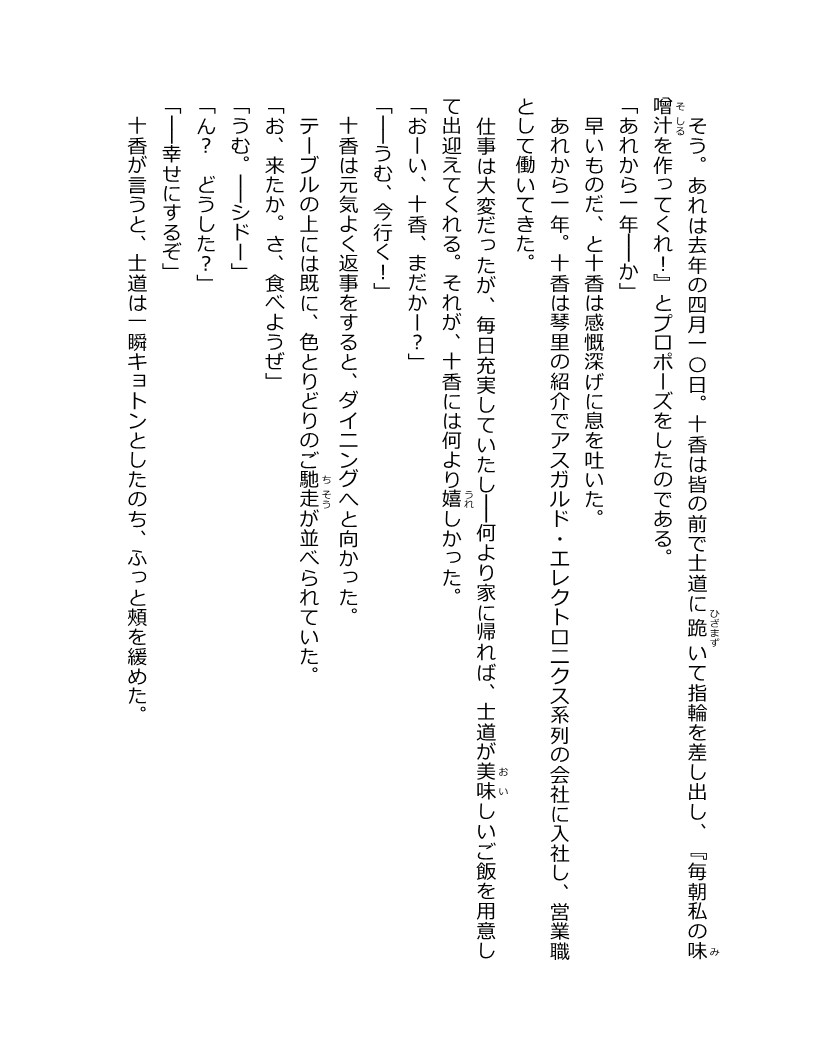 そう。あれは去年の四月一〇日。十香は皆の前で士道に跪いて指輪を差し出し、『毎朝私の味
噌汁を作ってくれ！』とプロポーズをしたのである。
「あれから一年――か」
早いものだ、と十香は感慨深げに息を吐いた。
あれから一年。十香は琴里の紹介でアスガルド・エレクトロニクス系列の会社に入社し、営業職
として働いてきた。
仕事は大変だったが、毎日充実していたし――何より家に帰れば、士道が美味しいご飯を用意し
て出迎えてくれる。それが、十香には何より嬉しかった。
「おーい、十香、まだかー？」
「――うむ、今行く！」
十香は元気よく返事をすると、ダイニングへと向かった。
テーブルの上には既に、色とりどりのご馳走が並べられていた。
「お、来たか。さ、食べようぜ」
「うむ。――シドー」
「ん？　どうした？」
「――幸せにするぞ」
十香が言うと、士道は一瞬キョトンとしたのち、ふっと頰を緩めた。